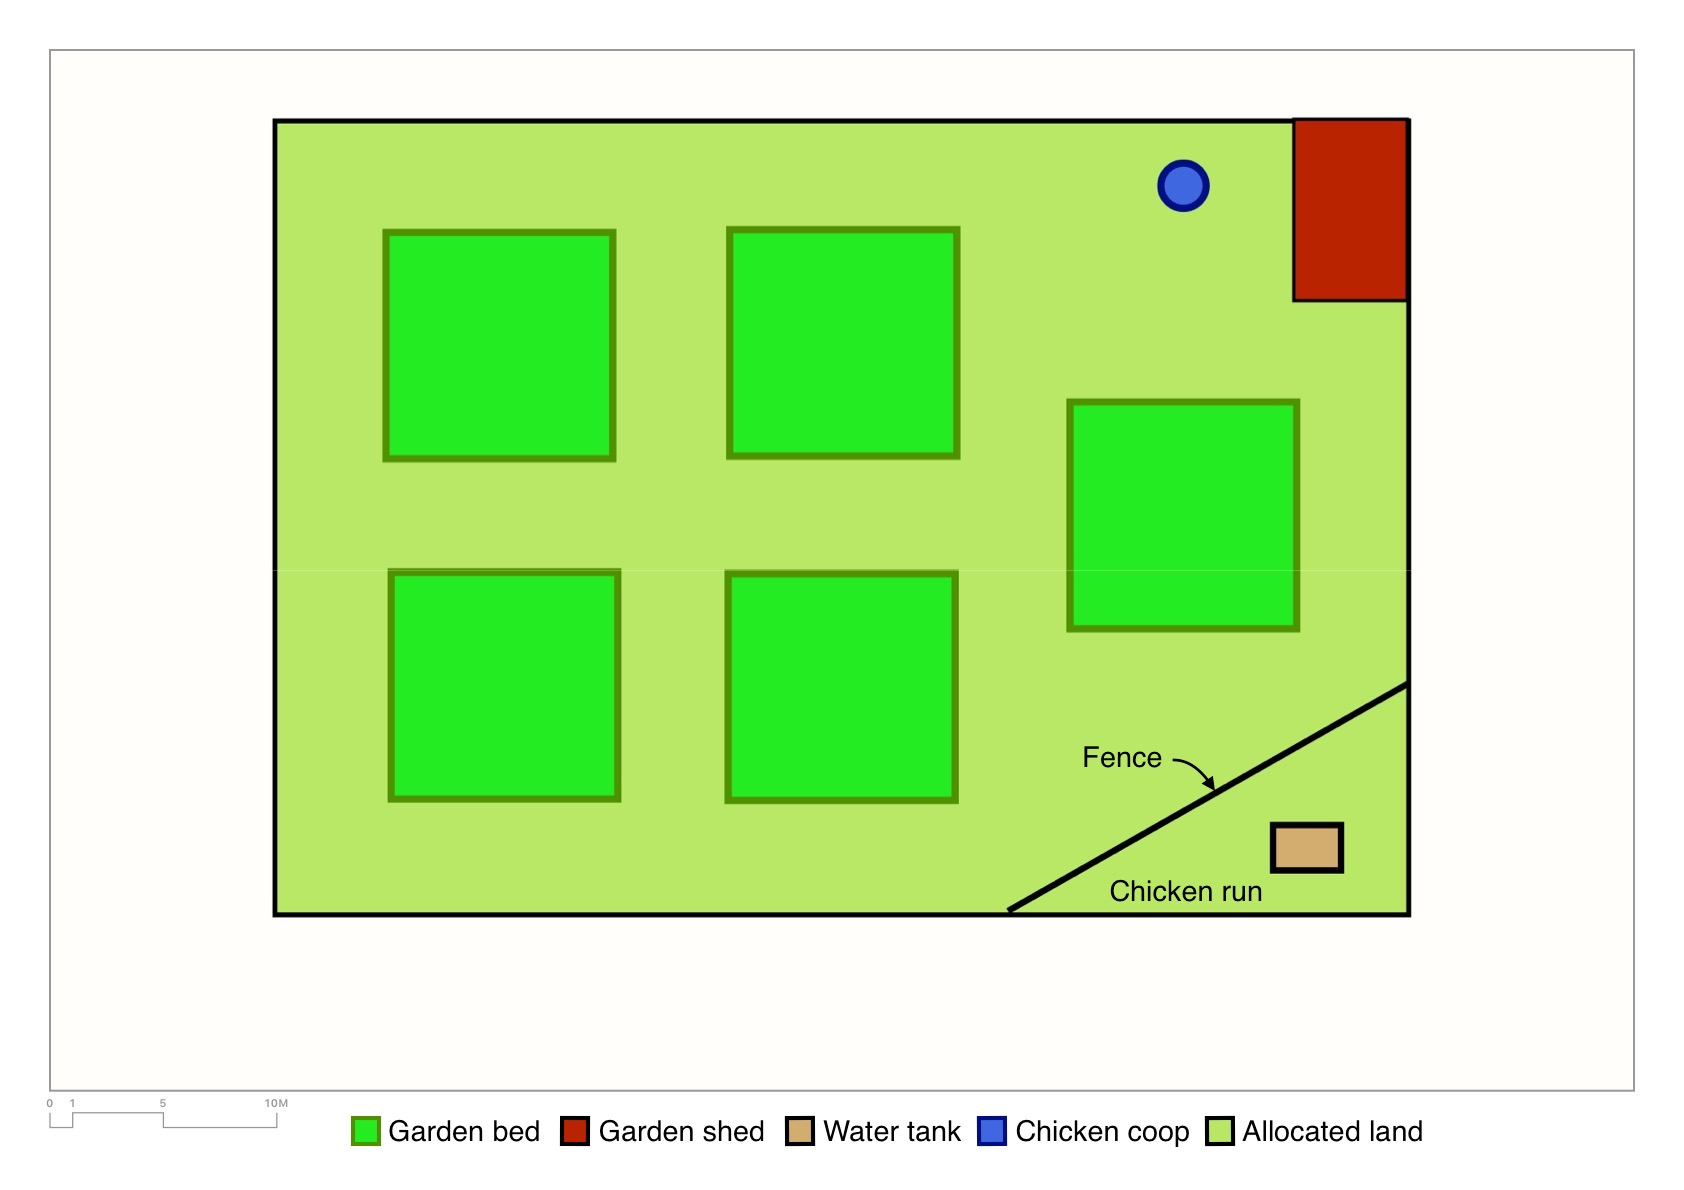 Fence
Chicken run
0 1 5 10M
Garden bed Garden shed Water tank Chicken coop Allocated land